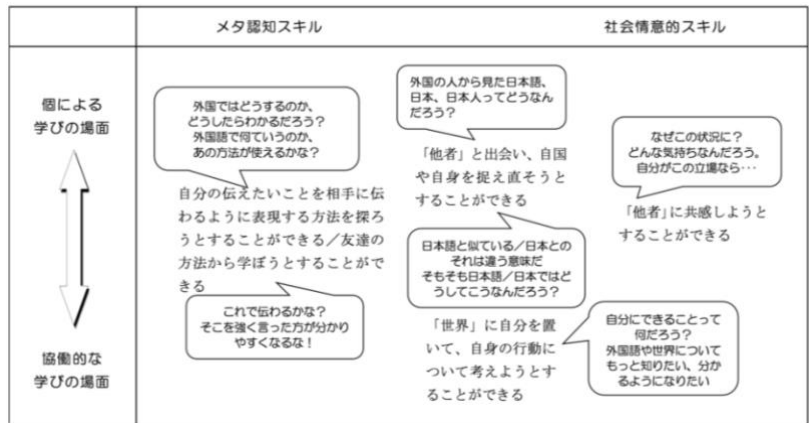 メタ認知スキル
社会情意的スキル
個による
学びの場面
協働的な
学びの場面
外国ではどうするのか、
どうしたらわかるだろう？
外国語で何ていうのか、
あの方法が使えるかな？
自分の伝えたいことを相手に伝
わるように表現する方法を探ろ
うとすることができる／友達の
方法から学ぼうとすることがで
きる
これで伝わるかな？
そこを強く言った方が分かり
やすくなるな！
外国の人から見た日本語、
日本、日本人ってどうなん
だろう？
「他者」と出会い、自国
や自身を捉え直そうと
することができる
日本語と似ている／日本との
それは違う意味だ
そもそも日本語／日本ではど
うしてこうなんだろう？
「世界」に自分を置
いて、自身の行動に
ついて考えようとす
ることができる
なぜこの状況に？
どんな気持ちなんだろう。
自分がこの立場なら･･･
「他者」に共感しようと
することができる
自分にできることって
何だろう？
外国語や世界について
もっと知りたい、分か
るようになりたい